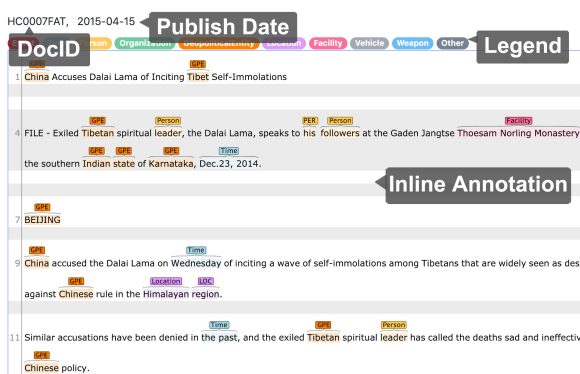 HC0007FAT, 2015-04-15
Publish Date
DocID
Organization GeopoliticalEntity Location Facility Vehicle Weapon Other
Legend
GPE GPE
1 China Accuses Dalai Lama of Inciting Tibet Self-Immolations
GPE Person PER Person Facility
4 FILE - Exiled Tibetan spiritual leader, the Dalai Lama, speaks to his followers at the Gaden Jangtse Thoesam Norling Monastery
GPE GPE GPE Time
the southern Indian state of Karnataka, Dec.23, 2014.
Inline Annotation
GPE
7 BEIJING
GPE Time
9 China accused the Dalai Lama on Wednesday of inciting a wave of self-immolations among Tibetans that are widely seen as des
GPE Location LOC
against Chinese rule in the Himalayan region.
Time GPE Person
11 Similar accusations have been denied in the past, and the exiled Tibetan spiritual leader has called the deaths sad and ineffectiv
GPE
Chinese policy.